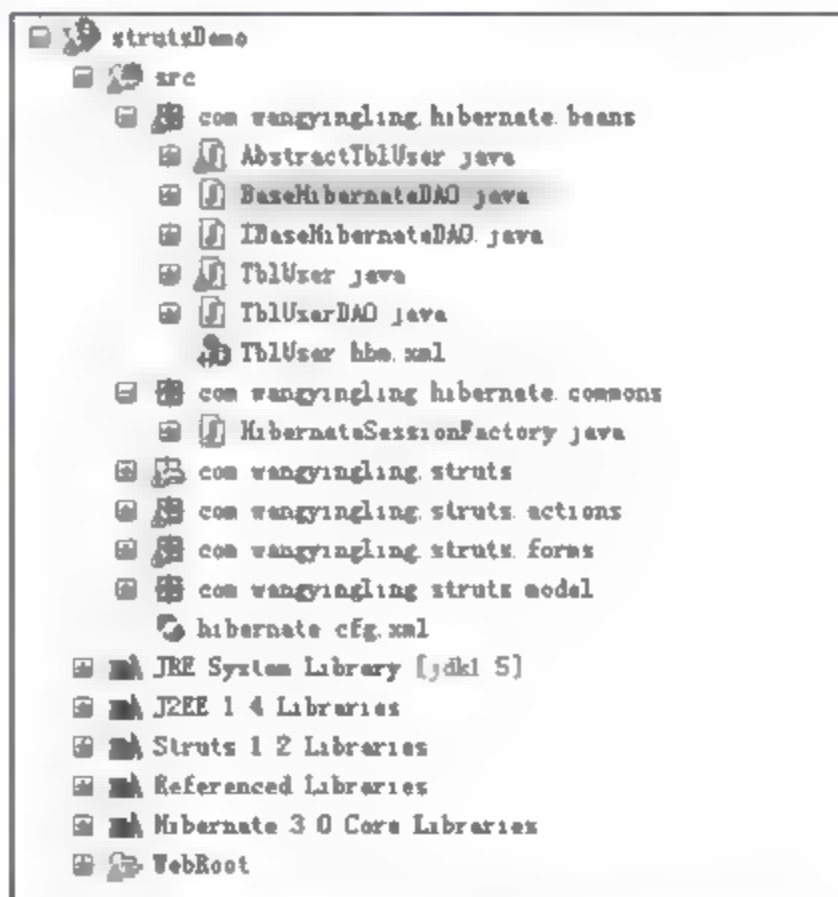 strutsDemo
src
com.wangyingling.hibernate.beans
AbstractTblUser.java
BaseHibernateDAO.java
IBaseHibernateDAO.java
TblUser.java
TblUserDAO.java
TblUser.hbm.xml
com.wangyingling.hibernate.commons
HibernateSessionFactory.java
com.wangyingling.struts
com.wangyingling.struts.actions
com.wangyingling.struts.forms
com.wangyingling.struts.model
hibernate.cfg.xml
JRE System Library [jdk1.5]
J2EE 1.4 Libraries
Struts 1.2 Libraries
Referenced Libraries
Hibernate 3.0 Core Libraries
WebRoot